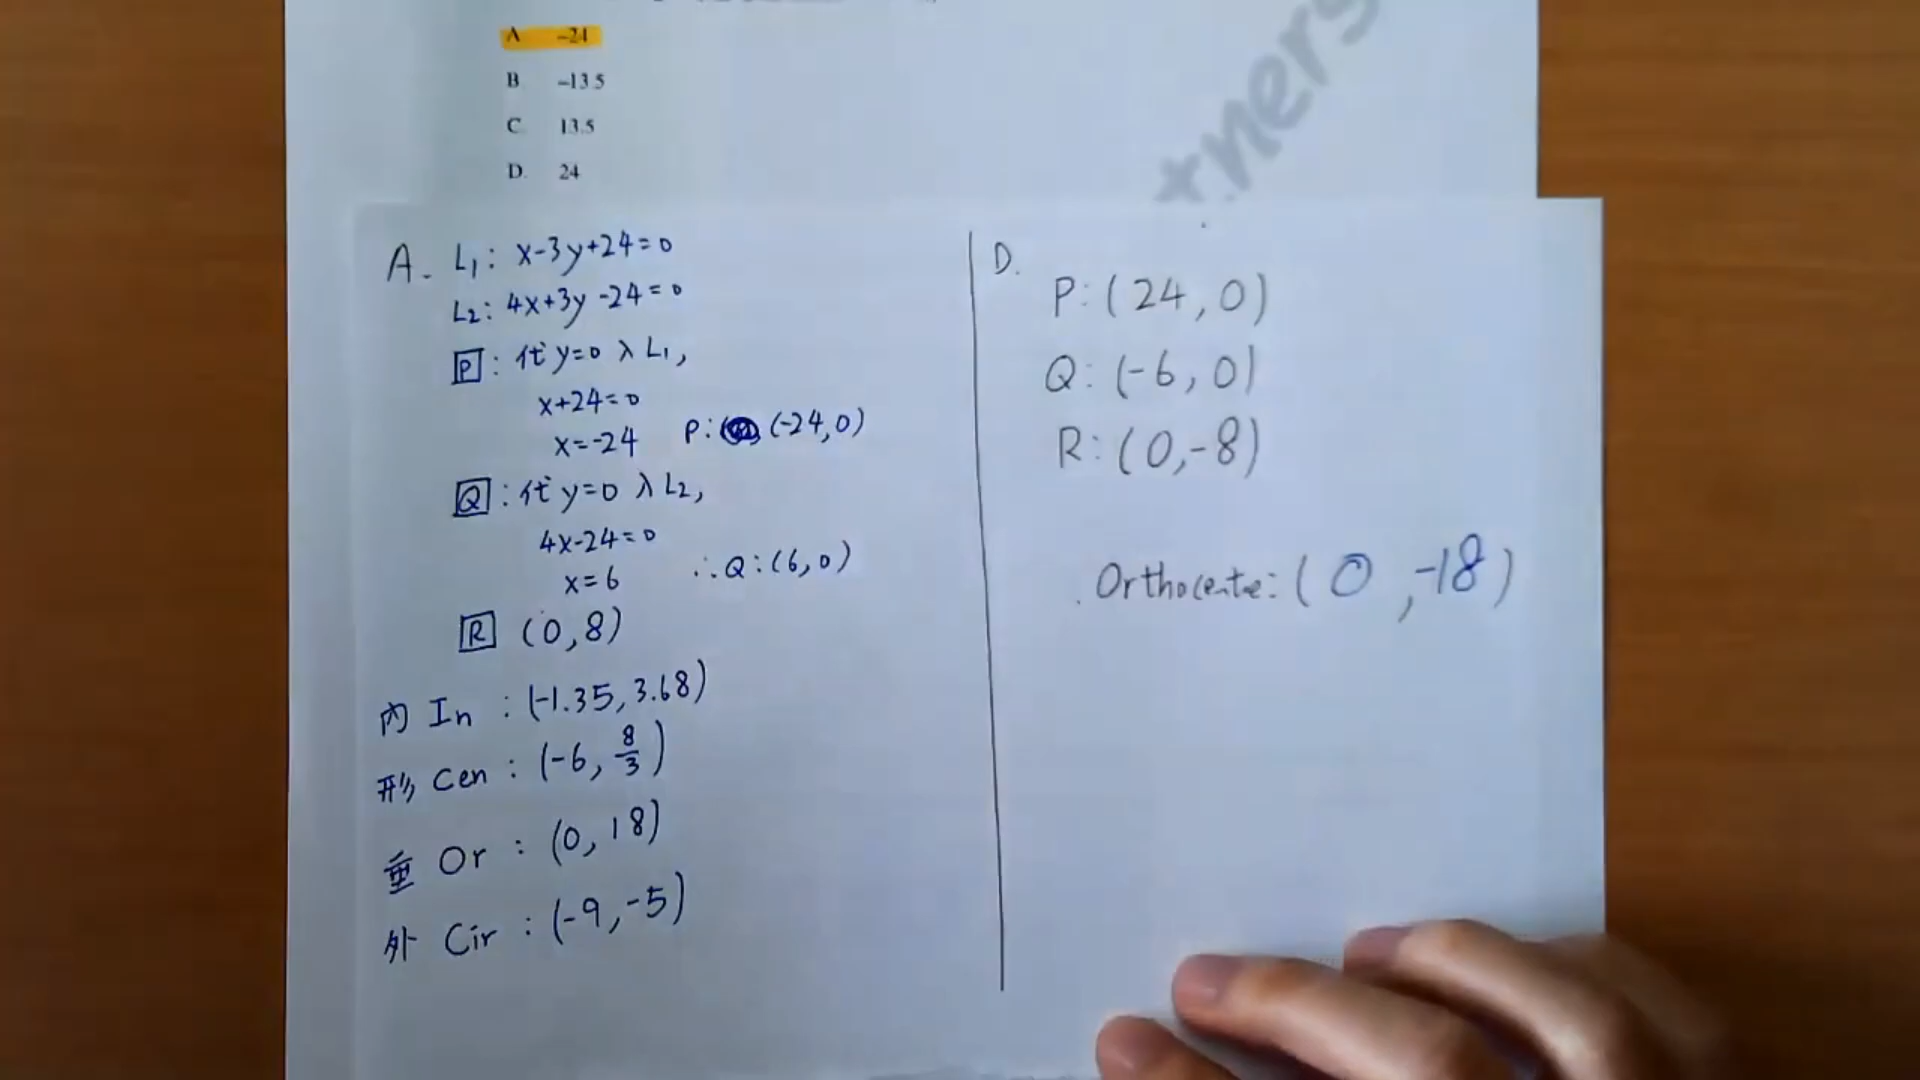 A. -24
B. -13.5
C. 13.5
D. 24
tners
A. L1: x-3y+24=0
L2: 4x+3y-24=0
P: 代 y=0 入 L1,
x+24=0
x=-24 P: (-24,0)
Q: 代 y=0 入 L2,
4x-24=0
x=6 ∴Q:(6,0)
R (0,8)
內 In : (-1.35,3.68)
形 Cen : (-6, 8/3)
垂 Or : (0, 18)
外 Cir : (-9,-5)
D.
P: (24,0)
Q: (-6,0)
R: (0,-8)
Orthocentre: (0,-18)